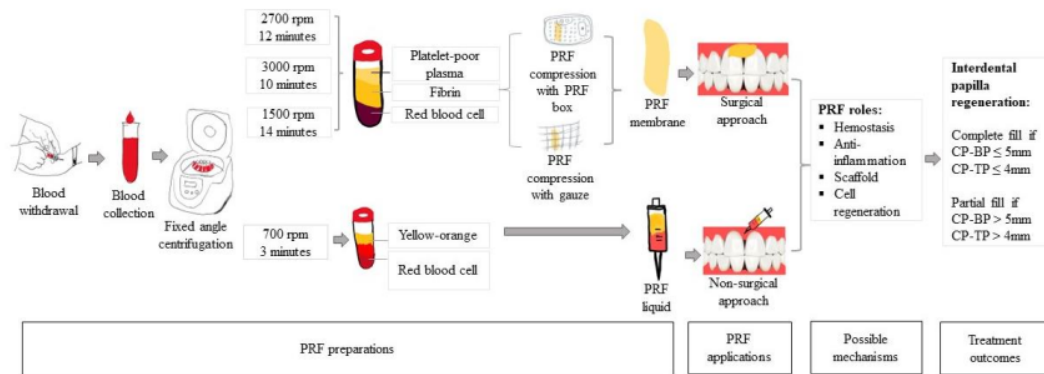 2700 rpm
12 minutes
3000 rpm
10 minutes
1500 rpm
14 minutes
Platelet-poor
plasma
Fibrin
Red blood cell
PRF
compression
with PRF
box
PRF
compression
with gauze
PRF
membrane
Surgical
approach
Blood
withdrawal
Blood
collection
Fixed angle
centrifugation
700 rpm
3 minutes
Yellow-orange
Red blood cell
PRF
liquid
Non-surgical
approach
PRF roles:
▪ Hemostasis
▪ Anti-
inflammation
▪ Scaffold
▪ Cell
regeneration
Interdental
papilla
regeneration:
Complete fill if
CP-BP ≤ 5mm
CP-TP ≤ 4mm
Partial fill if
CP-BP > 5mm
CP-TP > 4mm
PRF preparations
PRF
applications
Possible
mechanisms
Treatment
outcomes